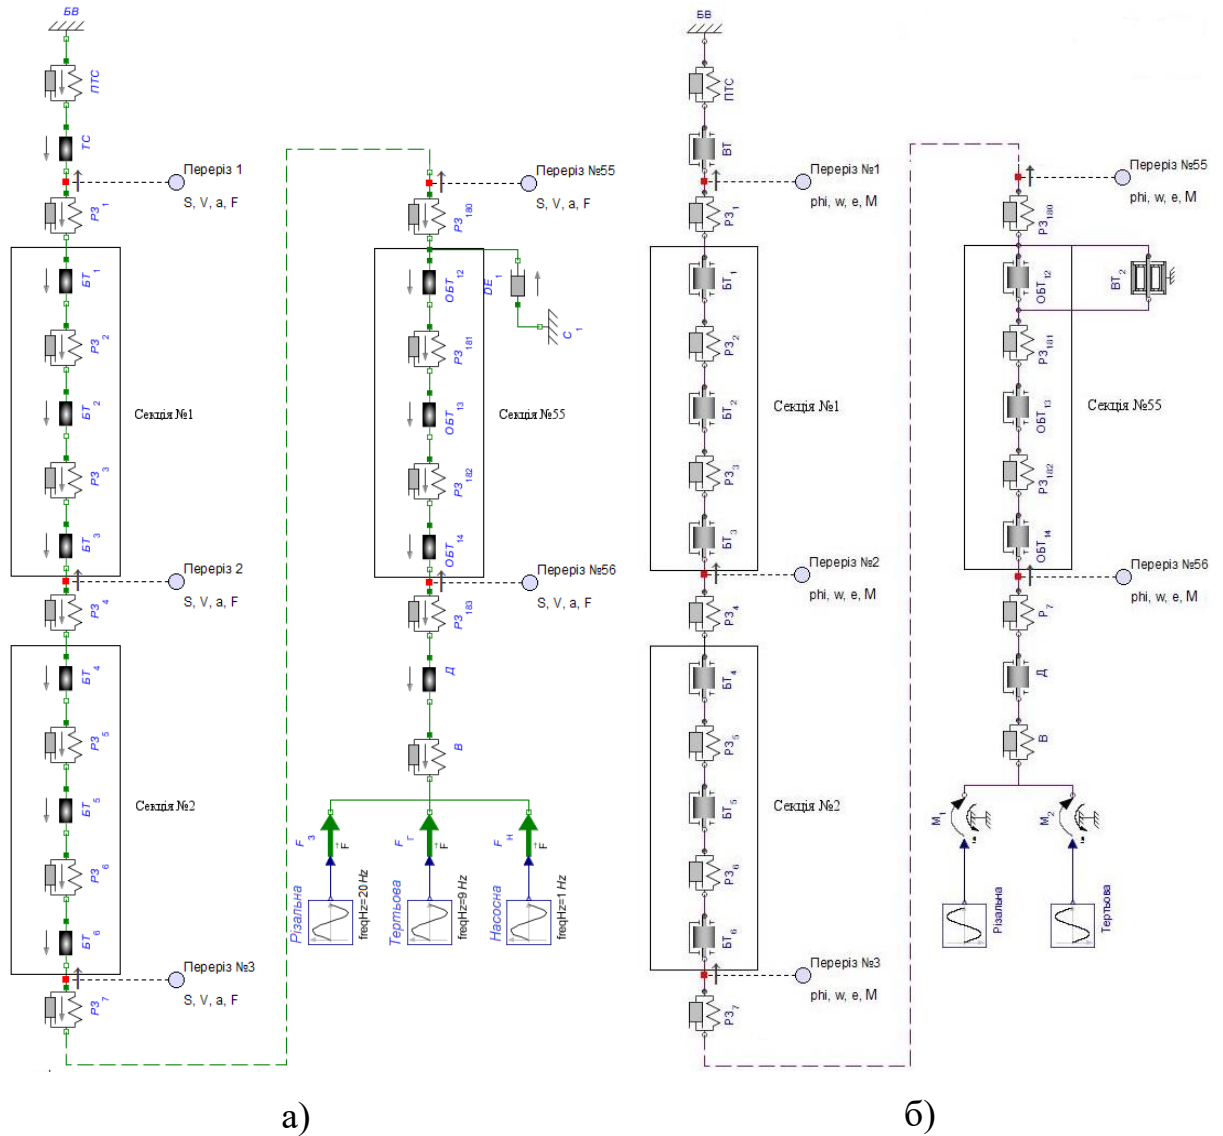 БВ
ПТС
ТС
Переріз 1
S, V, a, F
РЗ1
БТ1
РЗ2
БТ2
Секція №1
РЗ3
БТ3
Переріз 2
S, V, a, F
РЗ4
БТ4
РЗ5
БТ5
Секція №2
РЗ6
БТ6
Переріз №3
S, V, a, F
РЗ7
Переріз №55
S, V, a, F
РЗ180
ОБТ12
DE1
С1
РЗ181
ОБТ13
Секція №55
РЗ182
ОБТ14
Переріз №56
S, V, a, F
РЗ183
Д
В
FЗ
F
FГ
F
FН
F
Різальна
freqHz=20 Hz
Тертьова
freqHz=9 Hz
Насосна
freqHz=1 Hz
а)
БВ
ПТС
ВТ
Переріз №1
phi, w, e, M
РЗ1
БТ1
РЗ2
БТ2
Секція №1
РЗ3
БТ3
Переріз №2
phi, w, e, M
РЗ4
БТ4
РЗ5
БТ5
Секція №2
РЗ6
БТ6
Переріз №3
phi, w, e, M
РЗ7
Переріз №55
phi, w, e, M
РЗ180
ОБТ12
ВТ2
РЗ181
ОБТ13
Секція №55
РЗ182
ОБТ14
Переріз №56
phi, w, e, M
Р7
Д
В
М1
М2
Різальна
Тертьова
б)